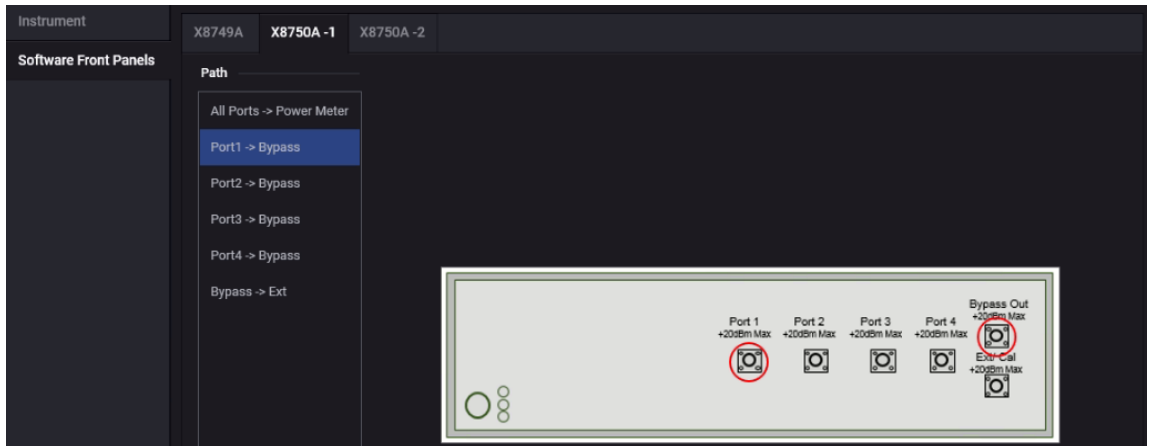 Instrument
Software Front Panels
X8749A X8750A -1 X8750A -2
Path
All Ports -> Power Meter
Port1 -> Bypass
Port2 -> Bypass
Port3 -> Bypass
Port4 -> Bypass
Bypass -> Ext
Bypass Out
+20dBm Max
Port 1 Port 2 Port 3 Port 4
+20dBm Max +20dBm Max +20dBm Max +20dBm Max
Ext/ Cal
+20dBm Max